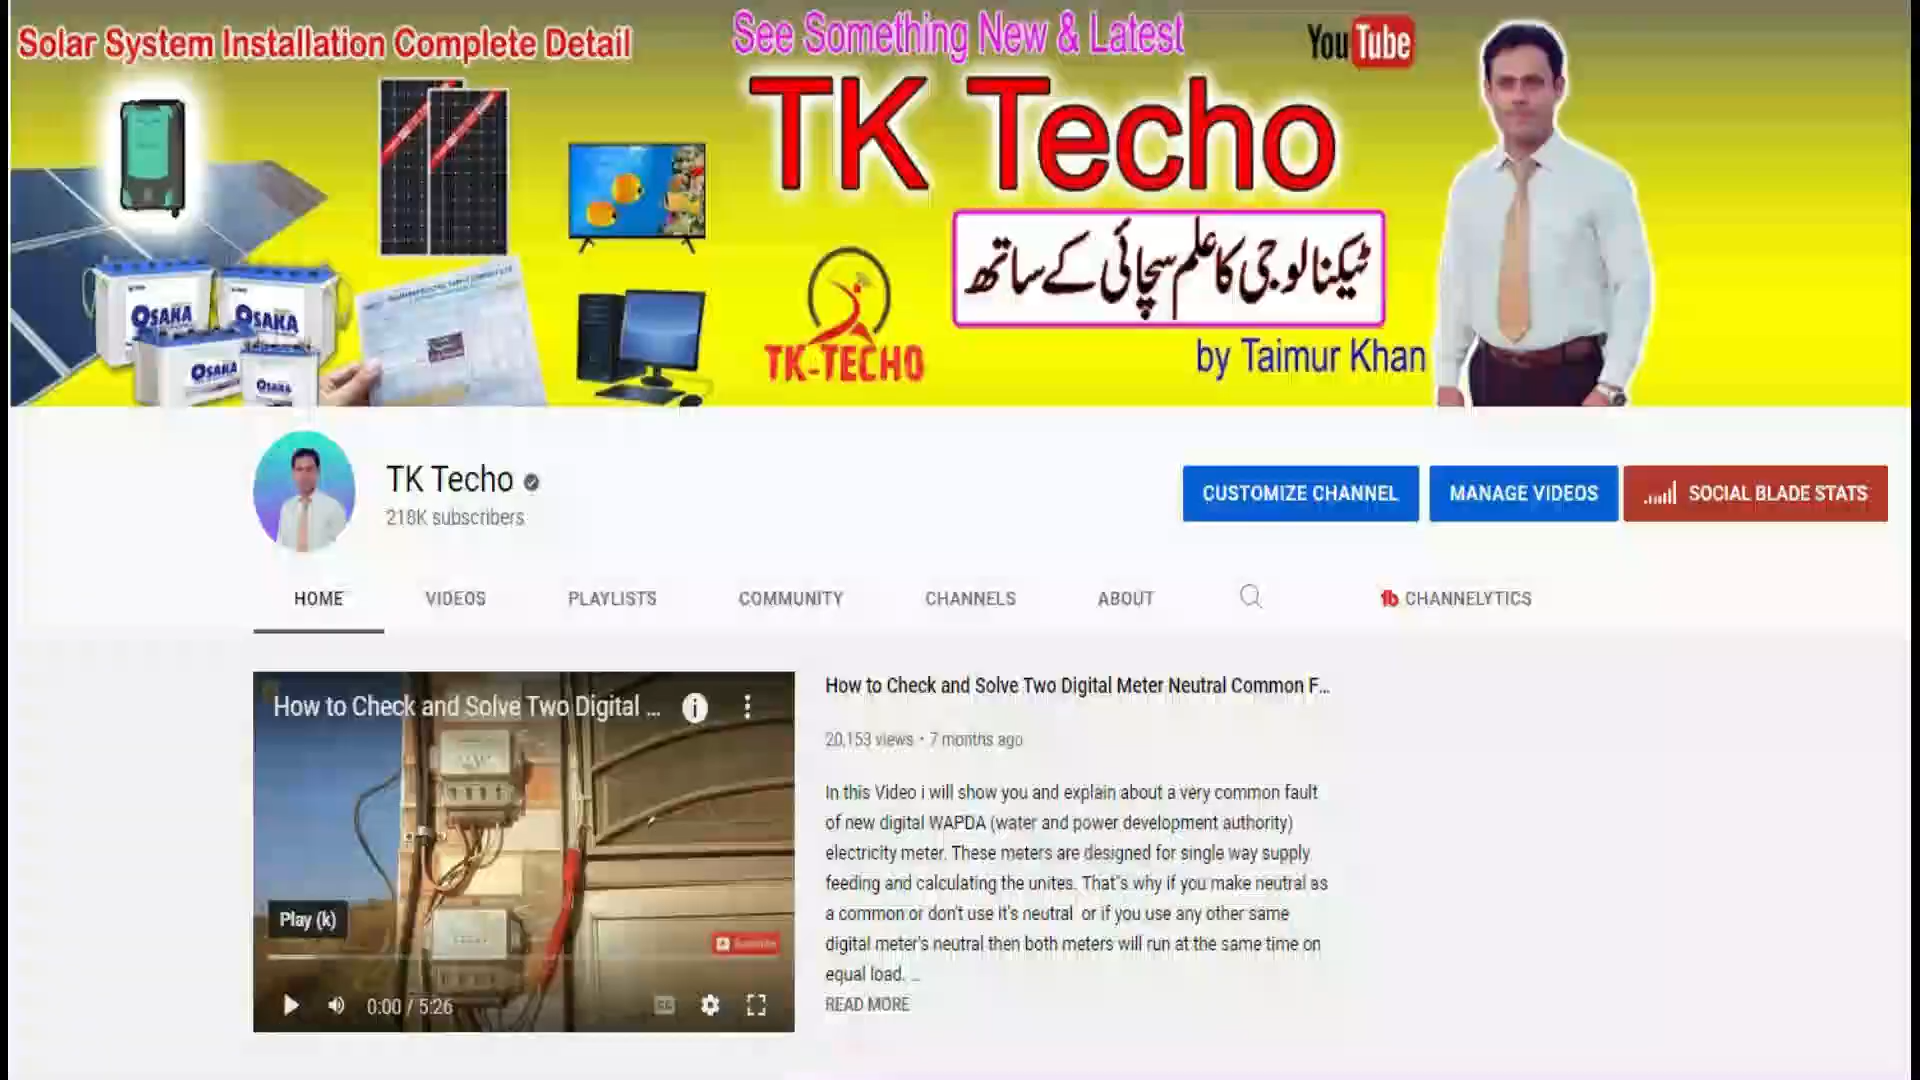 Solar System Installation Complete Detail
See Something New & Latest
YouTube
TK Techo
ٹیکنالوجی کا علم سچائی کے ساتھ
by Taimur Khan
TK-TECHO
OSAKA
OSAKA
OSAKA
OSAKA
TK Techo
218K subscribers
CUSTOMIZE CHANNEL
MANAGE VIDEOS
SOCIAL BLADE STATS
HOME
VIDEOS
PLAYLISTS
COMMUNITY
CHANNELS
ABOUT
CHANNELYTICS
How to Check and Solve Two Digital ...
Play (k)
Subscribe
0:00 / 5:26
How to Check and Solve Two Digital Meter Neutral Common F...
20,153 views • 7 months ago
In this Video i will show you and explain about a very common fault
of new digital WAPDA (water and power development authority)
electricity meter. These meters are designed for single way supply
feeding and calculating the unites. That's why if you make neutral as
a common or don't use it's neutral or if you use any other same
digital meter's neutral then both meters will run at the same time on
equal load. ...
READ MORE